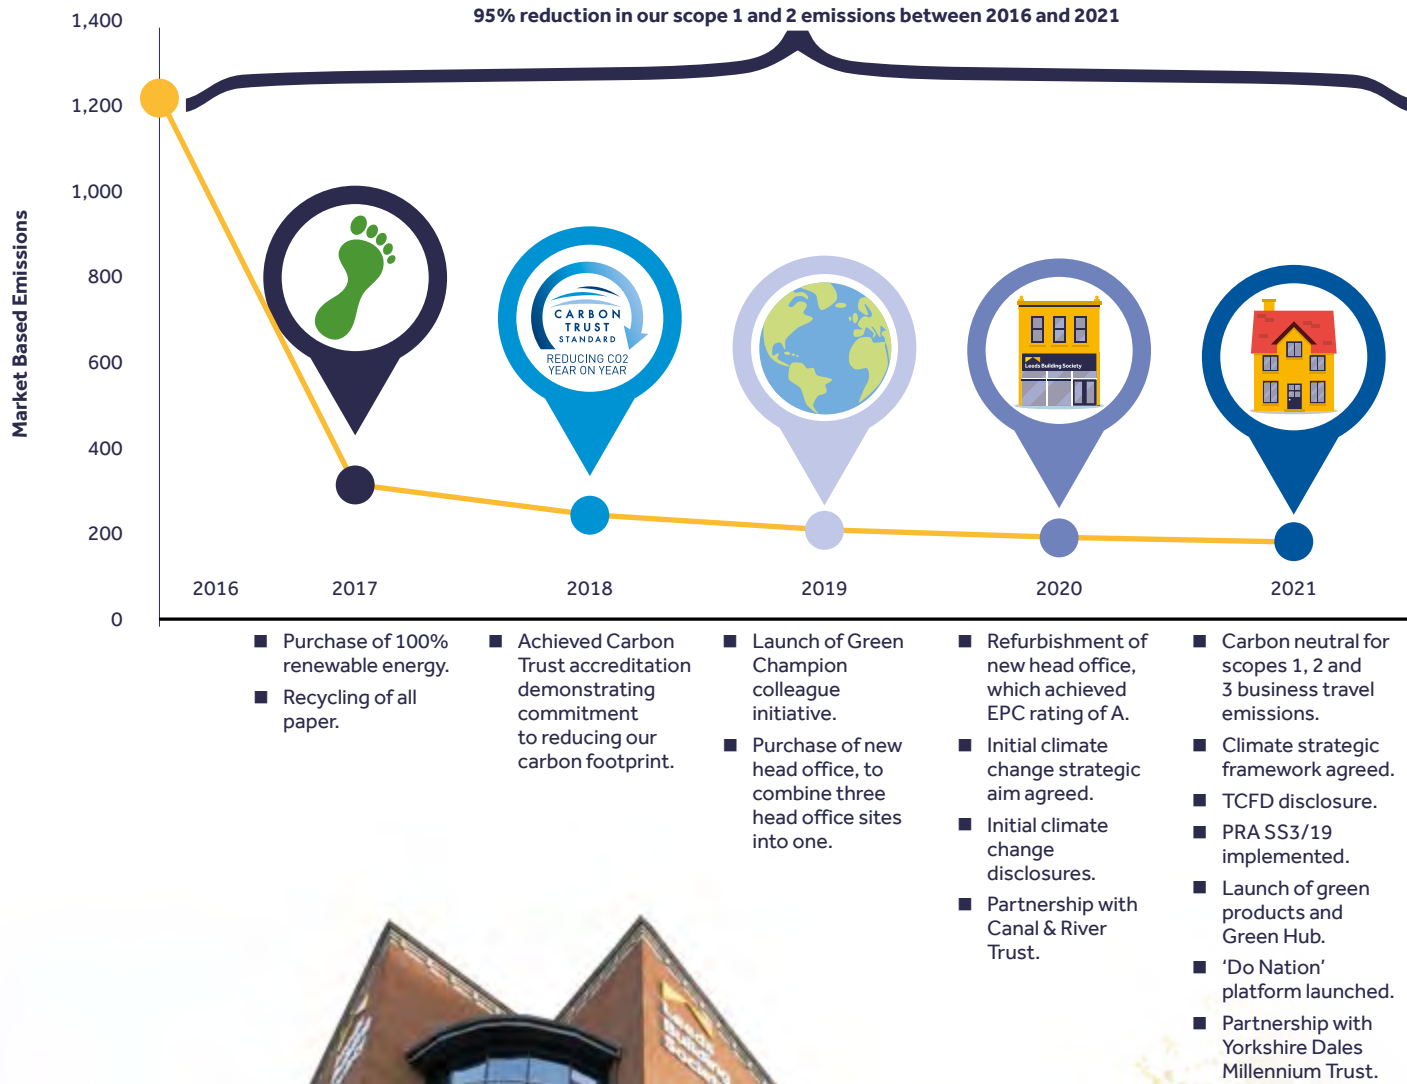 95% reduction in our scope 1 and 2 emissions between 2016 and 2021
Market Based Emissions
1,400
1,200
1,000
800
600
400
200
0
CARBON
TRUST
STANDARD
REDUCING CO2
YEAR ON YEAR
Leeds Building Society
2016
2017
2018
2019
2020
2021
■ Purchase of 100%
renewable energy.
■ Recycling of all
paper.
■ Achieved Carbon
Trust accreditation
demonstrating
commitment
to reducing our
carbon footprint.
■ Launch of Green
Champion
colleague
initiative.
■ Purchase of new
head office, to
combine three
head office sites
into one.
■ Refurbishment of
new head office,
which achieved
EPC rating of A.
■ Initial climate
change strategic
aim agreed.
■ Initial climate
change
disclosures.
■ Partnership with
Canal & River
Trust.
■ Carbon neutral for
scopes 1, 2 and
3 business travel
emissions.
■ Climate strategic
framework agreed.
■ TCFD disclosure.
■ PRA SS3/19
implemented.
■ Launch of green
products and
Green Hub.
■ ‘Do Nation’
platform launched.
■ Partnership with
Yorkshire Dales
Millennium Trust.
Leeds
Building
Society